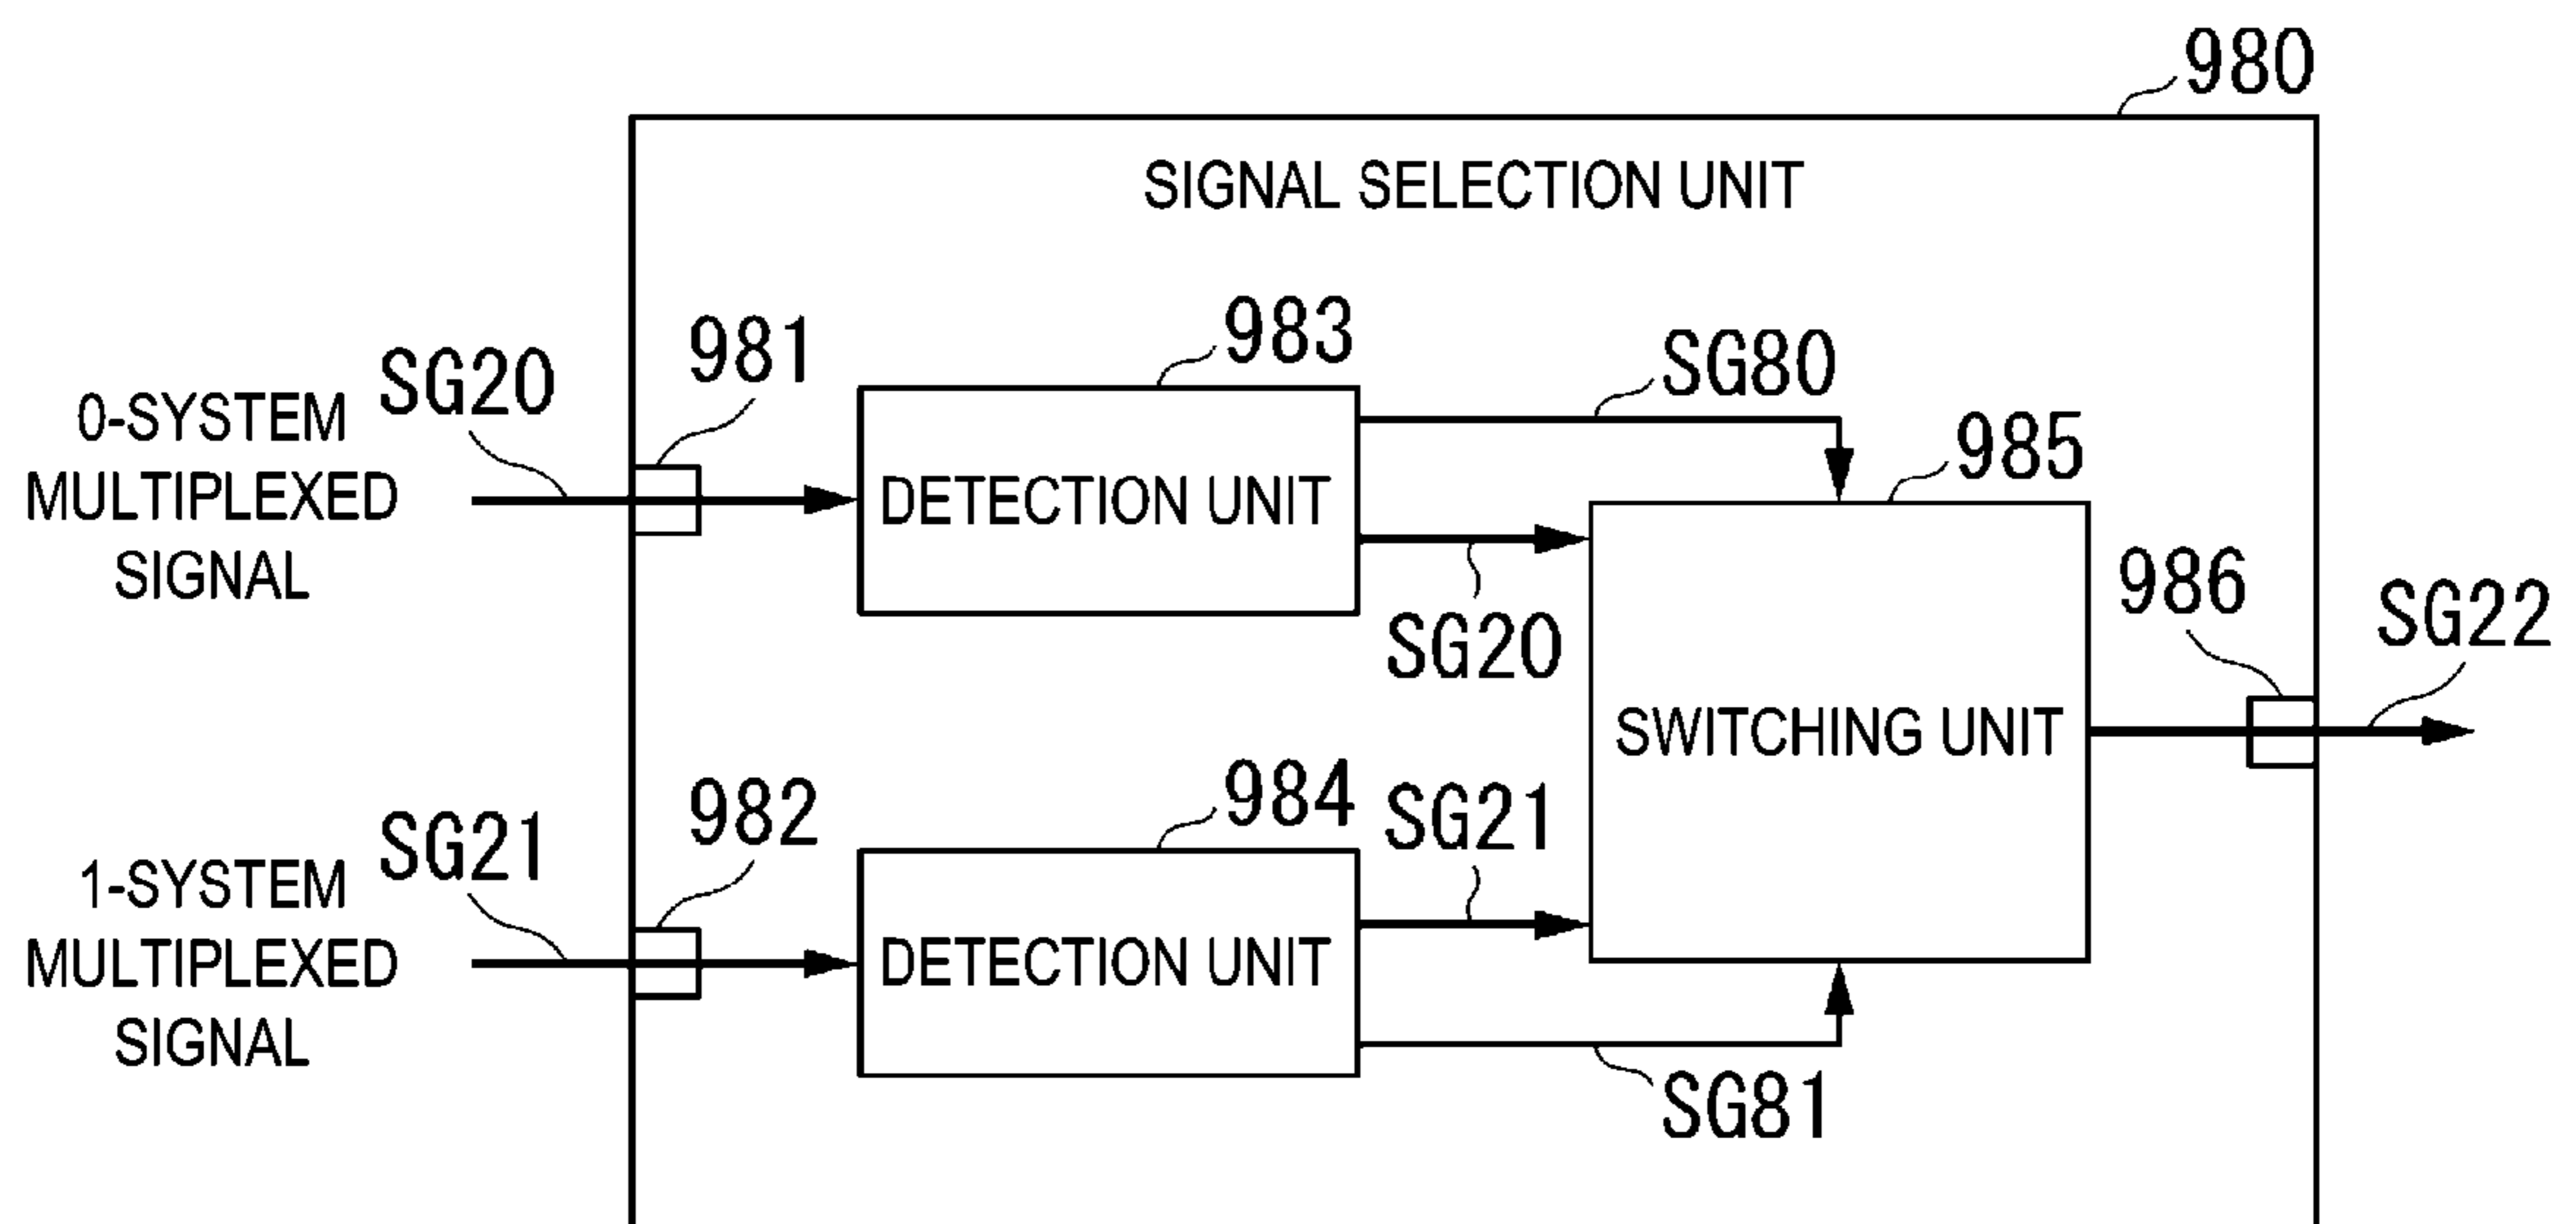 980
SIGNAL SELECTION UNIT
983
SG80
981
SG20
0-SYSTEM
MULTIPLEXED
SIGNAL
DETECTION UNIT
985
SG20
986
SG22
SWITCHING UNIT
984
SG21
982
SG21
1-SYSTEM
MULTIPLEXED
SIGNAL
DETECTION UNIT
SG81